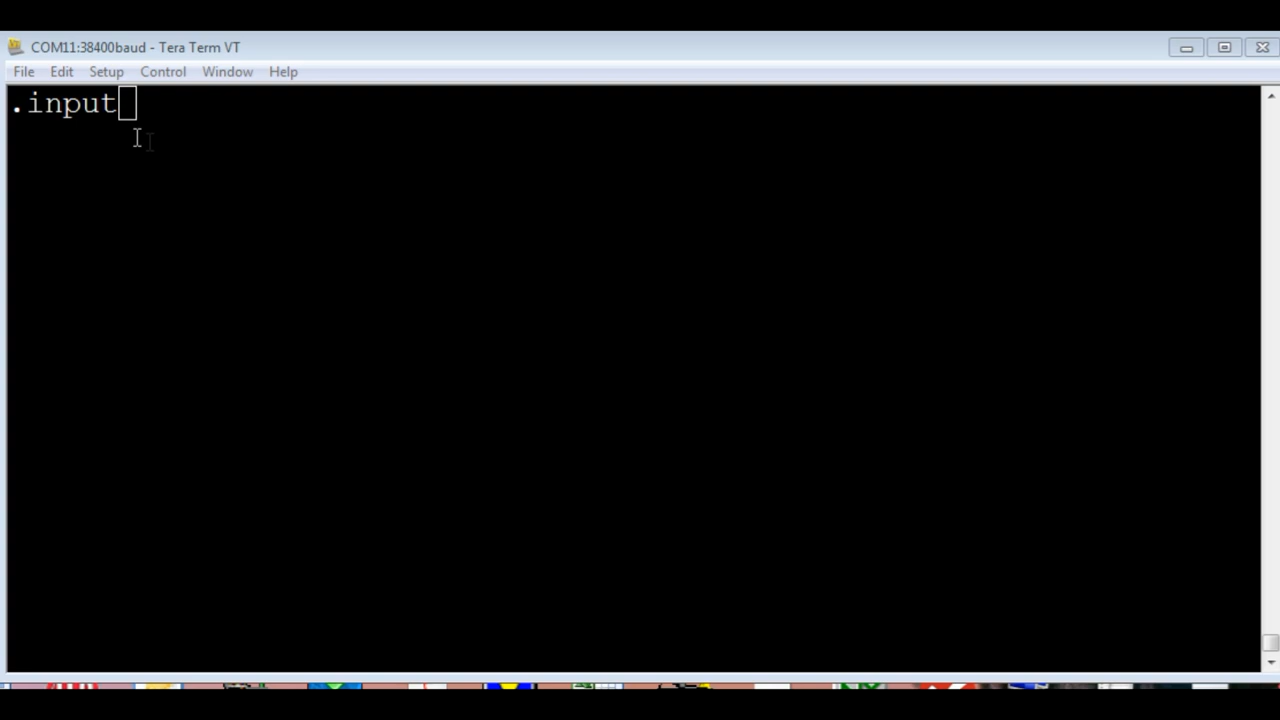 COM11:38400baud - Tera Term VT
File Edit Setup Control Window Help
.input